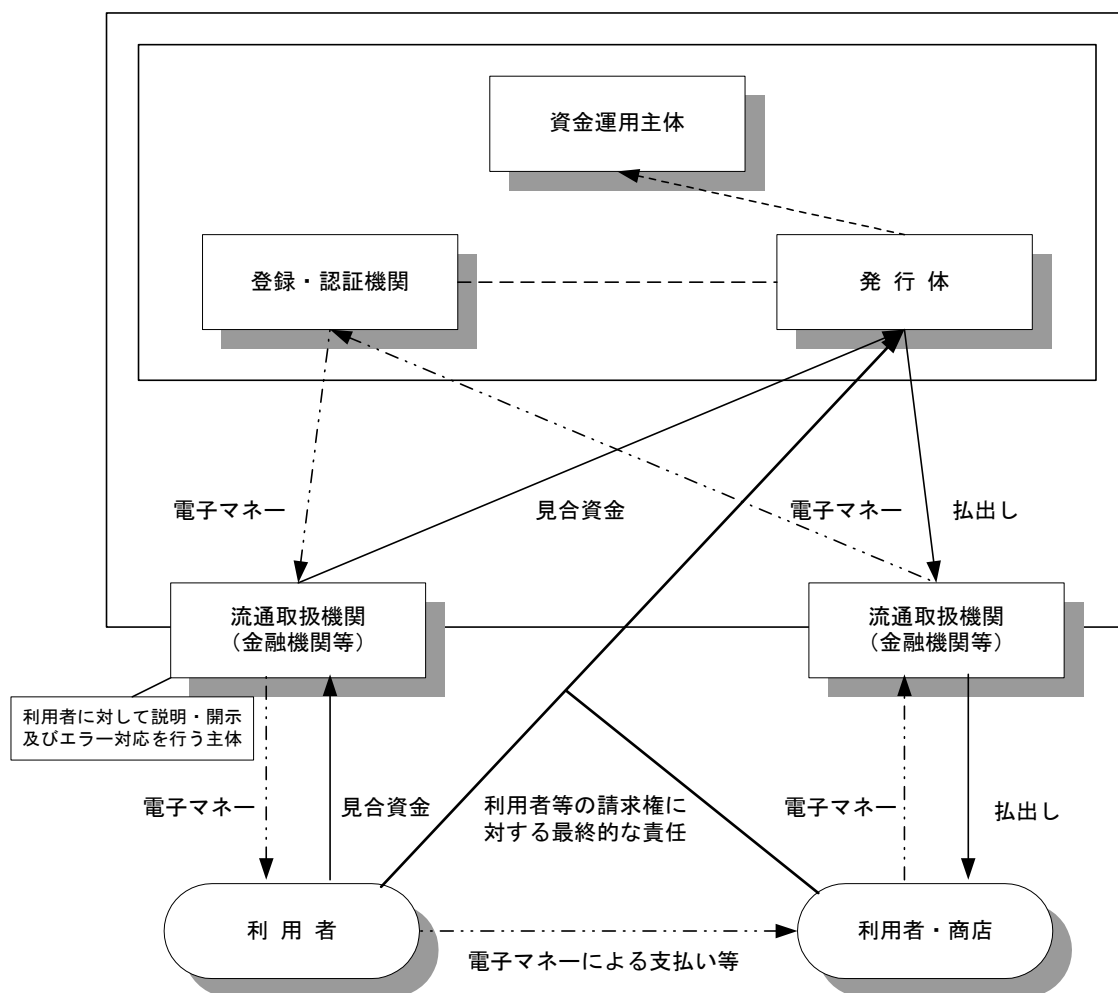 資金運用主体
登録・認証機関
発 行 体
電子マネー
見合資金
電子マネー
払出し
流通取扱機関
（金融機関等）
流通取扱機関
（金融機関等）
利用者に対して説明・開示
及びエラー対応を行う主体
電子マネー
見合資金
利用者等の請求権に
対する最終的な責任
電子マネー
払出し
利 用 者
利用者・商店
電子マネーによる支払い等